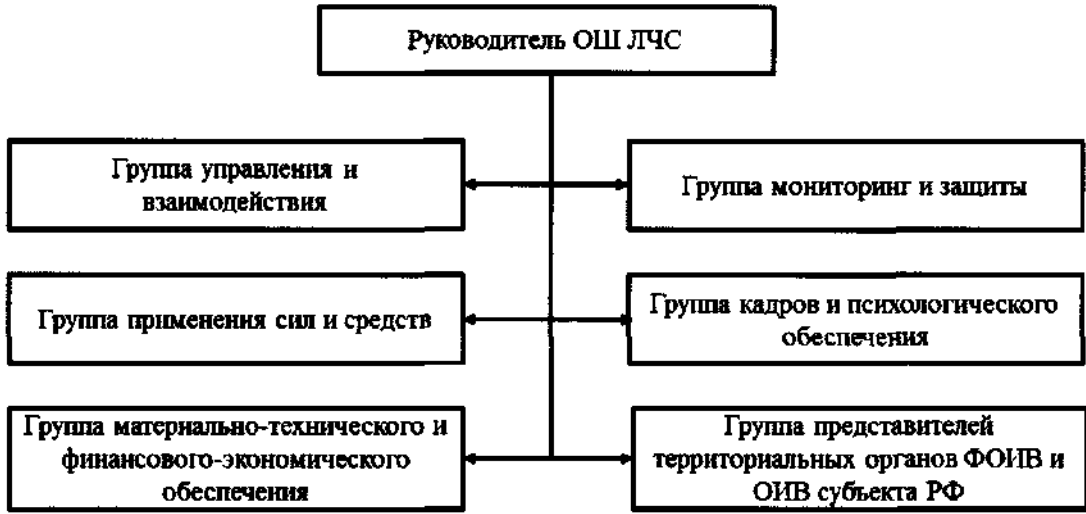 Руководитель ОШ ЛЧС
Группа управления и
взаимодействия
Группа мониторинг и защиты
Группа применения сил и средств
Группа кадров и психологического
обеспечения
Группа материально-технического и
финансового-экономического
обеспечения
Группа представителей
территориальных органов ФОИВ и
ОИВ субъекта РФ